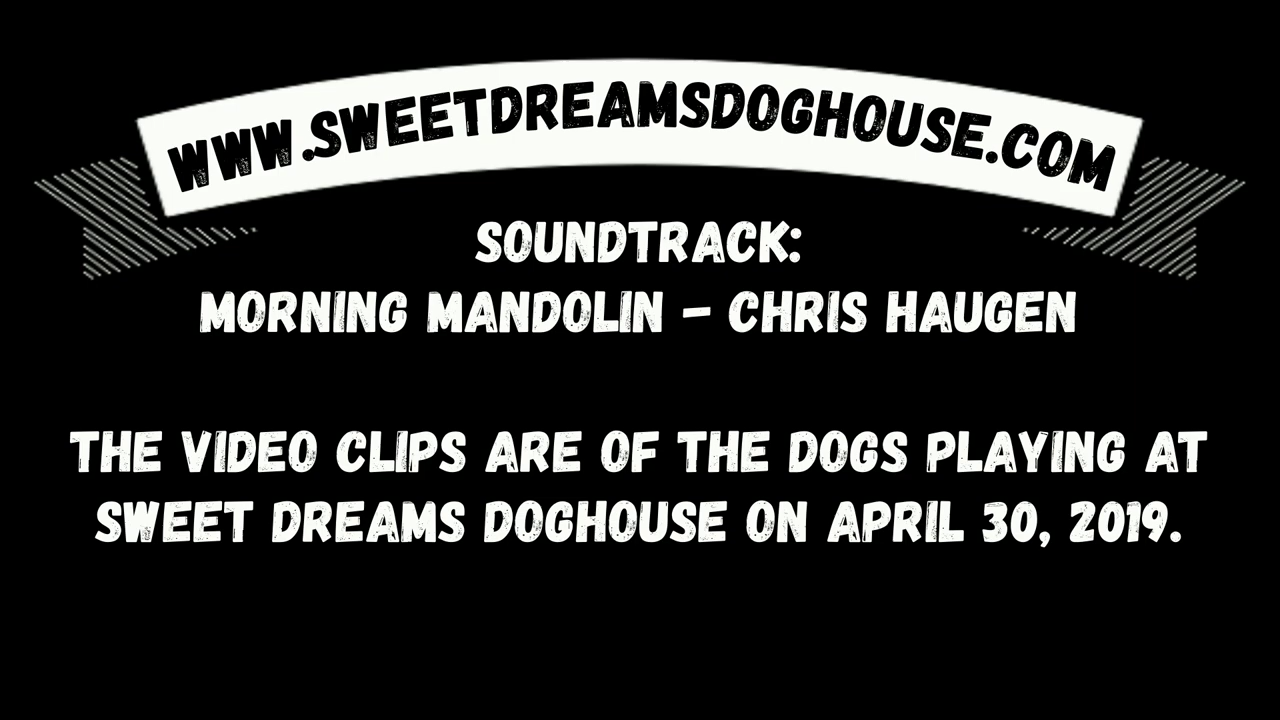 WWW.SWEETDREAMSDOGHOUSE.COM
SOUNDTRACK:
MORNING MANDOLIN - CHRIS HAUGEN
THE VIDEO CLIPS ARE OF THE DOGS PLAYING AT
SWEET DREAMS DOGHOUSE ON APRIL 30, 2019.